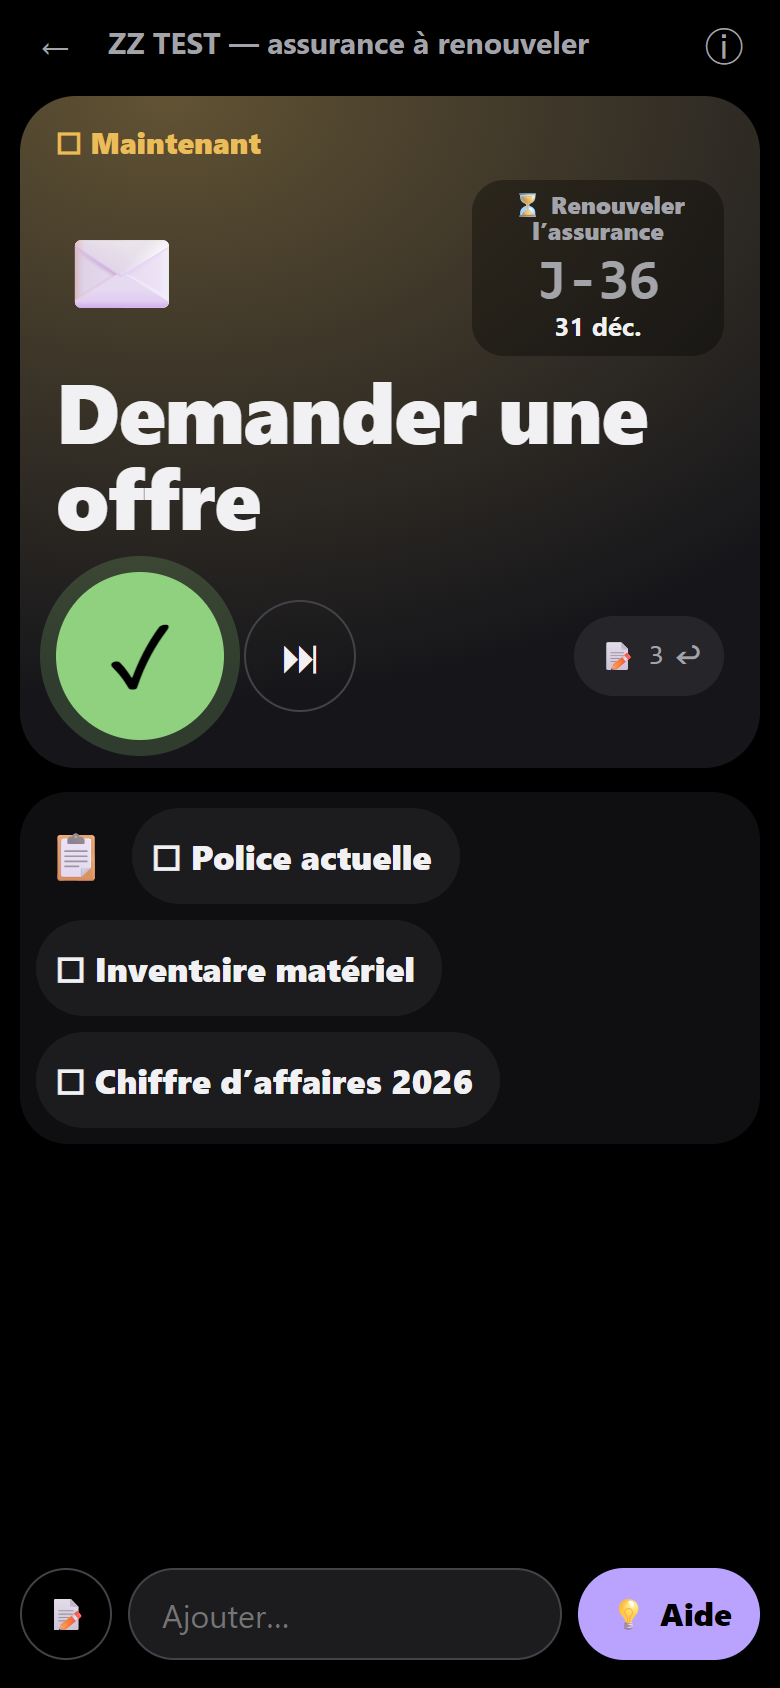 ← ZZ TEST — assurance à renouveler ⓘ
☐ Maintenant
⏳ Renouveler
l’assurance
J-36
31 déc.
Demander une
offre
✓ ⏭ 📝 3 ↩
📋 ☐ Police actuelle
☐ Inventaire matériel
☐ Chiffre d’affaires 2026
📝 Ajouter… 💡 Aide